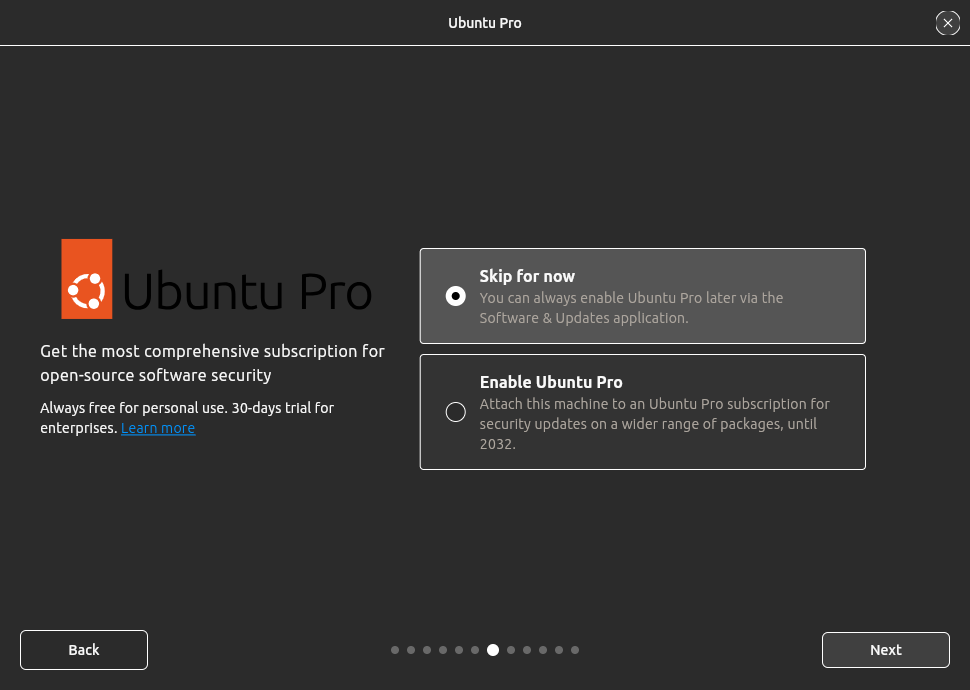 Ubuntu Pro
Ubuntu Pro
Get the most comprehensive subscription for
open-source software security
Always free for personal use. 30-days trial for
enterprises. Learn more
Skip for now
You can always enable Ubuntu Pro later via the
Software & Updates application.
Enable Ubuntu Pro
Attach this machine to an Ubuntu Pro subscription for
security updates on a wider range of packages, until
2032.
Back
Next